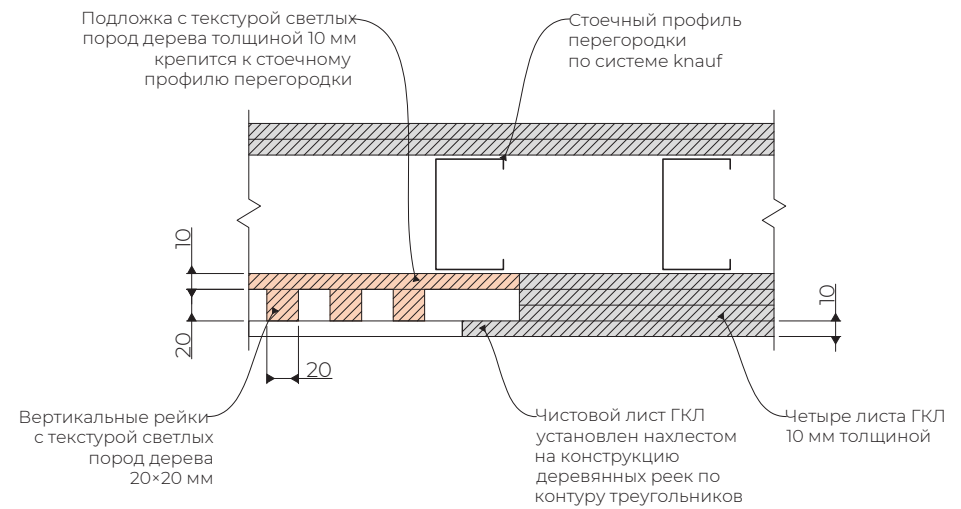 Подложка с текстурой светлых
пород дерева толщиной 10 мм
крепится к стоечному
профилю перегородки
Стоечный профиль
перегородки
по системе knauf
10
20
20
10
Вертикальные рейки
с текстурой светлых
пород дерева
20×20 мм
Чистовой лист ГКЛ
установлен нахлестом
на конструкцию
деревянных реек по
контуру треугольников
Четыре листа ГКЛ
10 мм толщиной